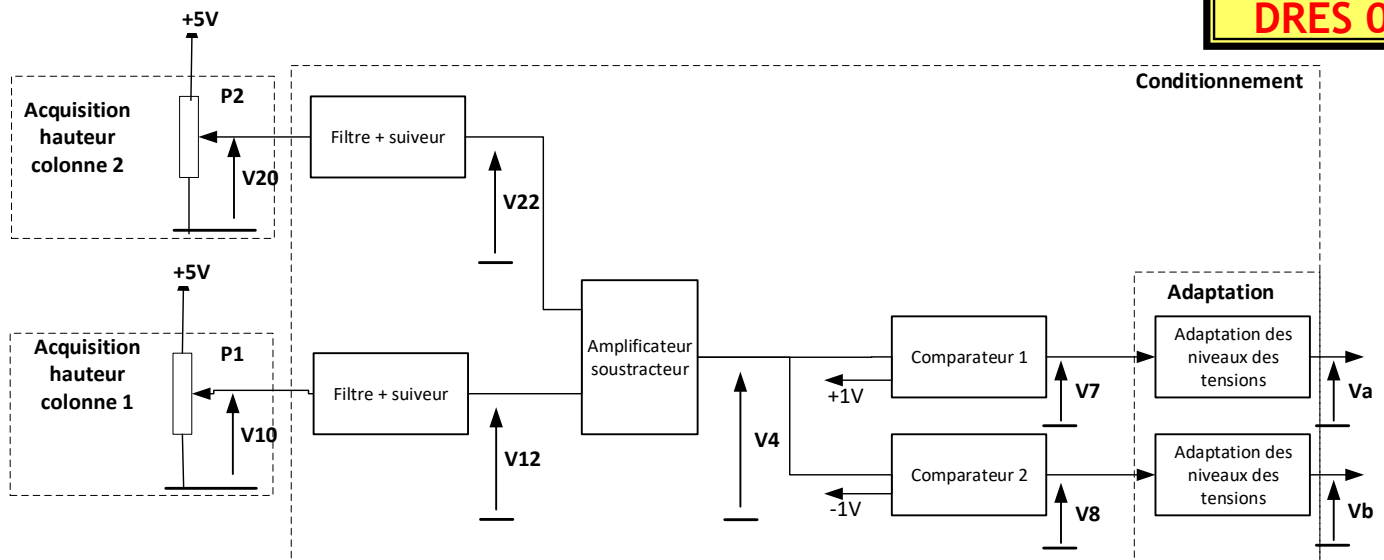 DRES 0
+5V
Conditionnement
P2
Acquisition
hauteur
colonne 2
Filtre + suiveur
V20
V22
+5V
Adaptation
Acquisition
hauteur
colonne 1
P1
Amplificateur
soustracteur
Comparateur 1
Adaptation des
niveaux des
tensions
Filtre + suiveur
+1V
V7
Va
V10
V12
V4
Comparateur 2
Adaptation des
niveaux des
tensions
-1V
V8
Vb